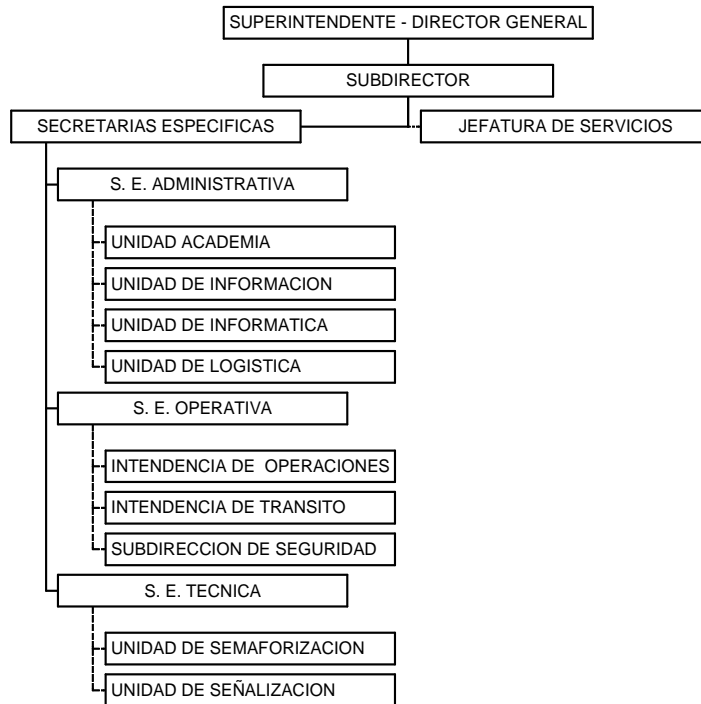 SUPERINTENDENTE - DIRECTOR GENERAL
SUBDIRECTOR
SECRETARIAS ESPECIFICAS
JEFATURA DE SERVICIOS
S. E. ADMINISTRATIVA
UNIDAD ACADEMIA
UNIDAD DE INFORMACION
UNIDAD DE INFORMATICA
UNIDAD DE LOGISTICA
S. E. OPERATIVA
INTENDENCIA DE  OPERACIONES
INTENDENCIA DE TRANSITO
SUBDIRECCION DE SEGURIDAD
S. E. TECNICA
UNIDAD DE SEMAFORIZACION
UNIDAD DE SEÑALIZACION